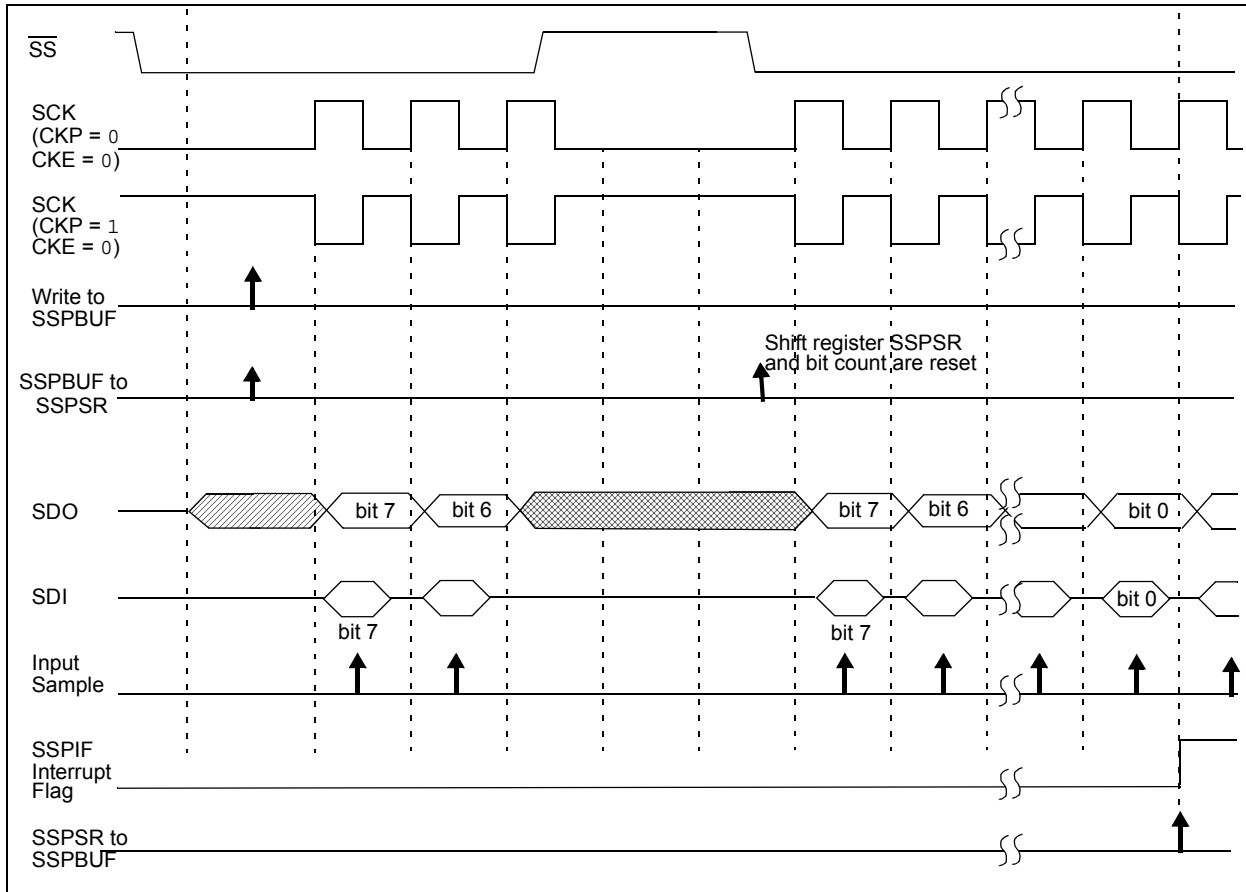 SS
SCK
(CKP = 0
CKE = 0)
SCK
(CKP = 1
CKE = 0)
Write to
SSPBUF
Shift register SSPSR
and bit count are reset
SSPBUF to
SSPSR
SDO
bit 7
bit 6
bit 7
bit 6
bit 0
SDI
bit 7
bit 7
bit 0
Input
Sample
SSPIF
Interrupt
Flag
SSPSR to
SSPBUF